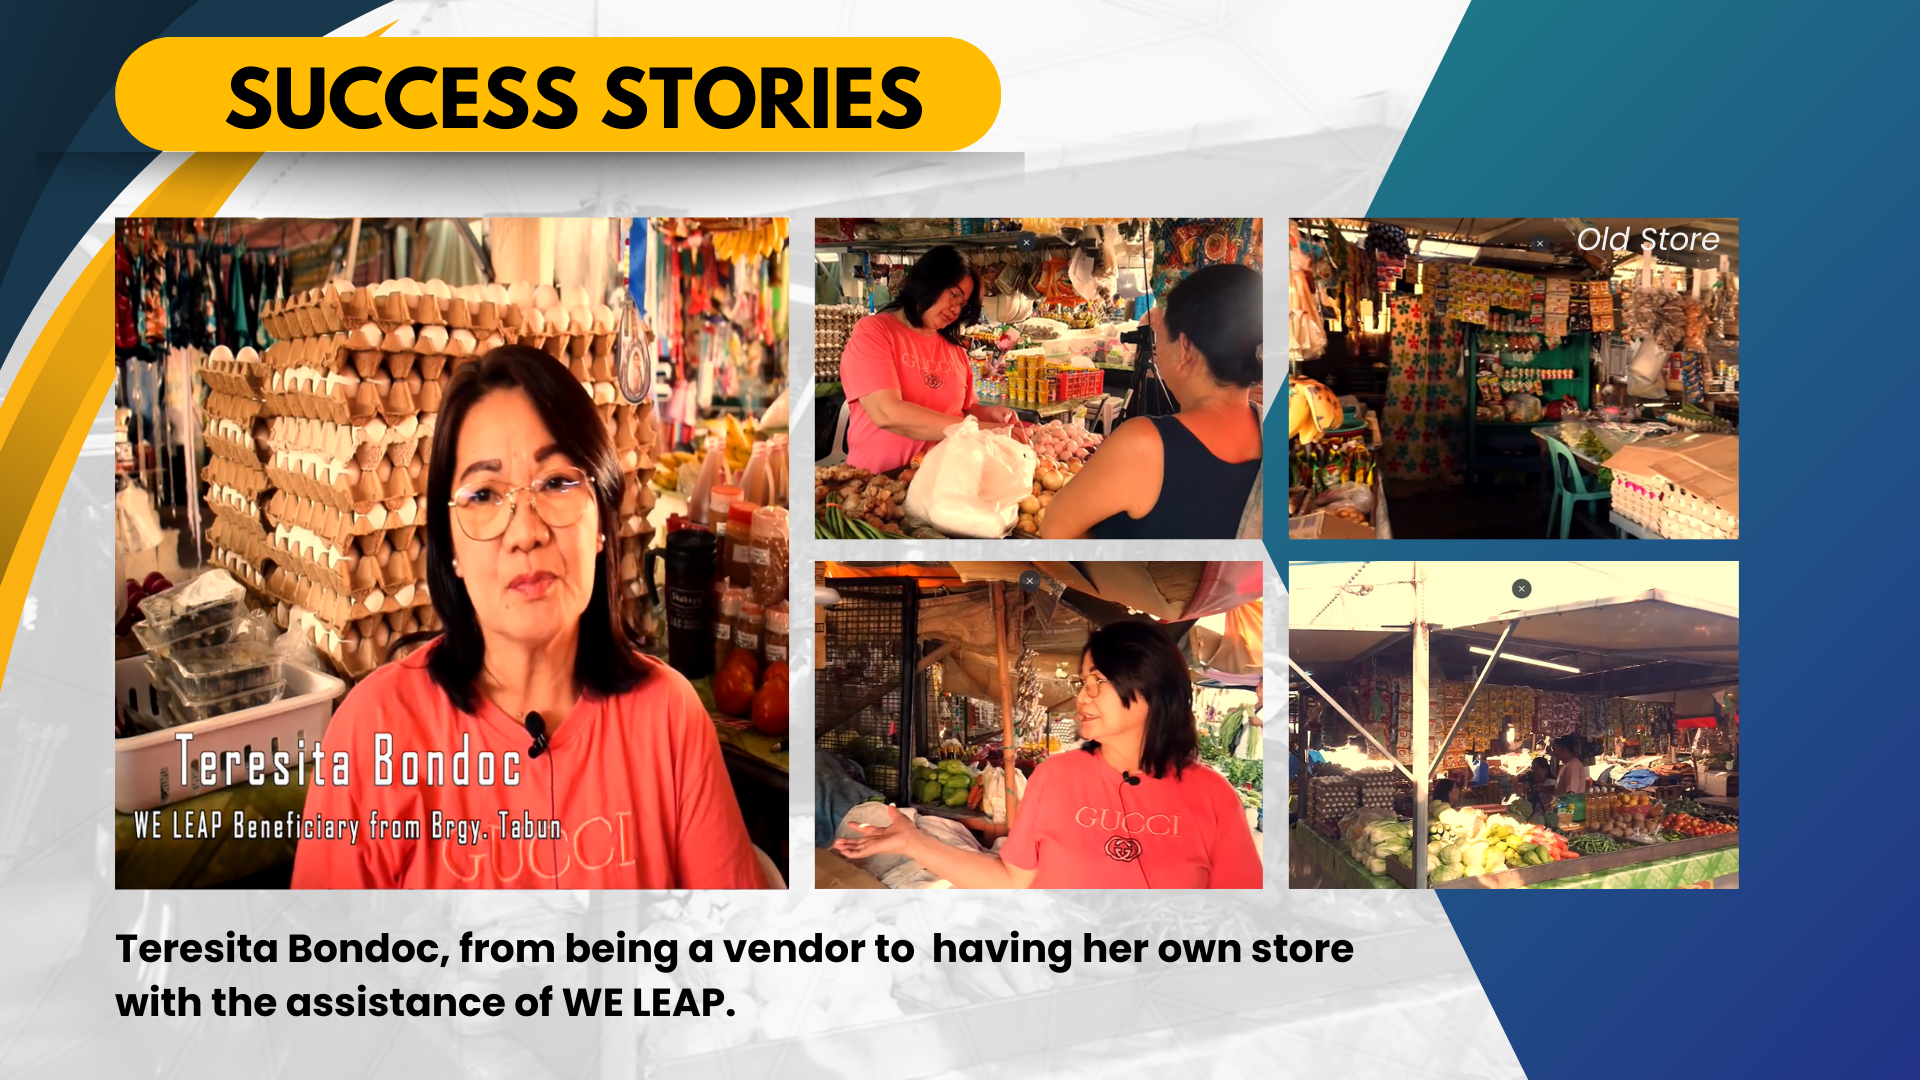 SUCCESS STORIES
Old Store
Teresita Bondoc
WE LEAP Beneficiary from Brgy. Tabun
GUCCI
GUCCI
GUCCI
Teresita Bondoc, from being a vendor to having her own store
with the assistance of WE LEAP.